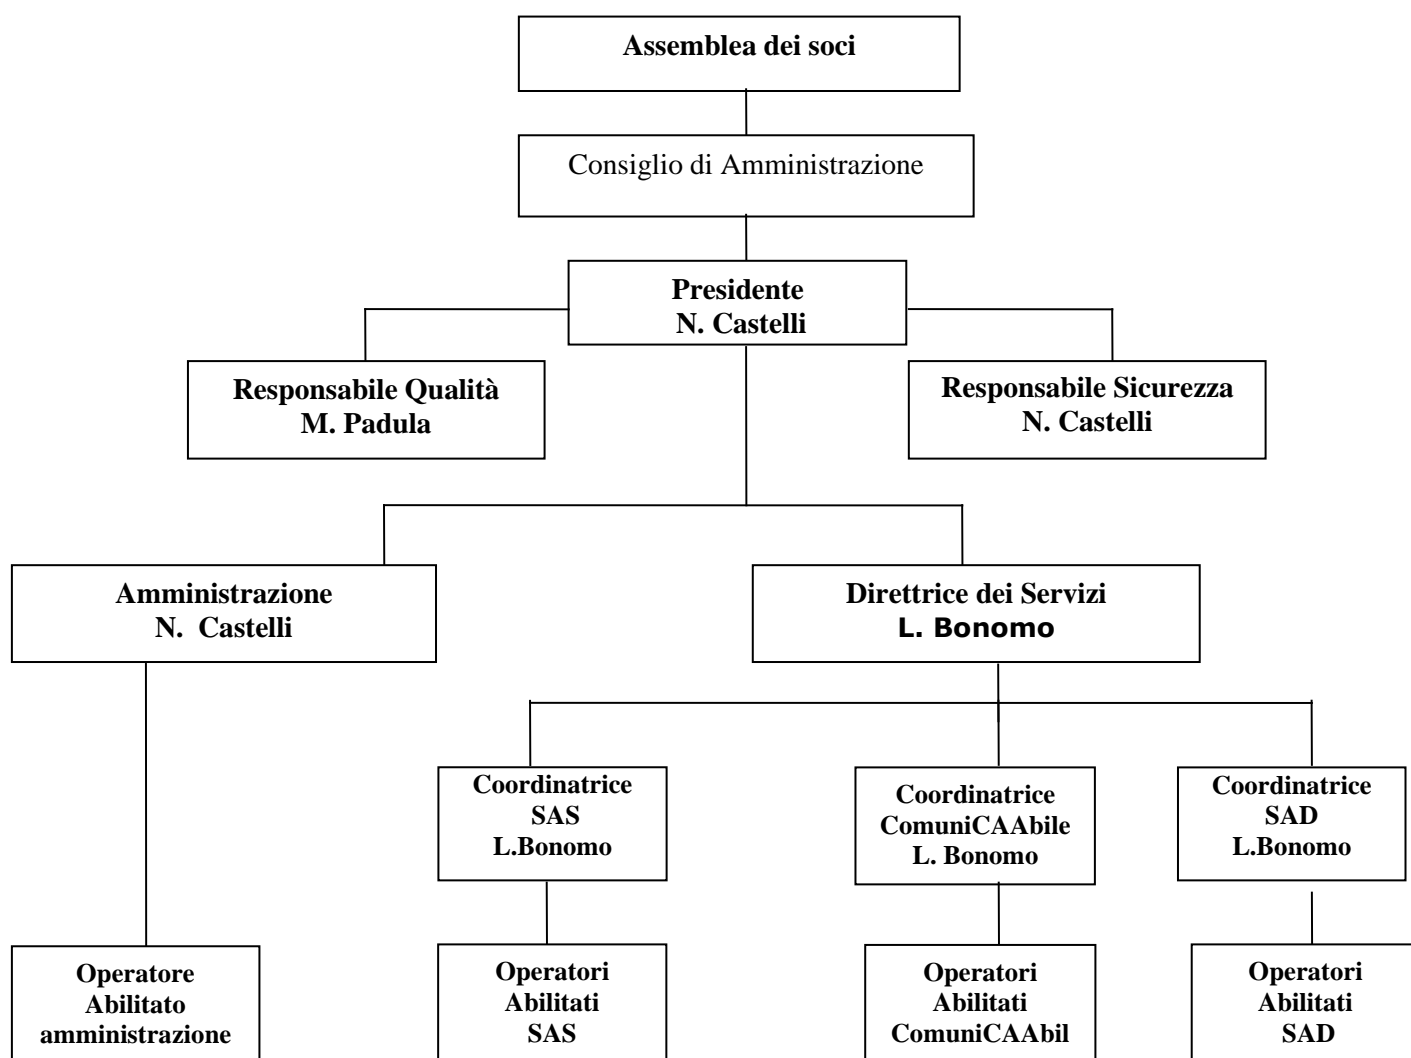 Assemblea dei soci
Consiglio di Amministrazione
Presidente
N. Castelli
Responsabile Qualità
M. Padula
Responsabile Sicurezza
N. Castelli
Amministrazione
N. Castelli
Direttrice dei Servizi
L. Bonomo
Coordinatrice
SAS
L.Bonomo
Coordinatrice
ComuniCAAbile
L. Bonomo
Coordinatrice
SAD
L.Bonomo
Operatore
Abilitato
amministrazione
Operatori
Abilitati
SAS
Operatori
Abilitati
ComuniCAAbil
Operatori
Abilitati
SAD